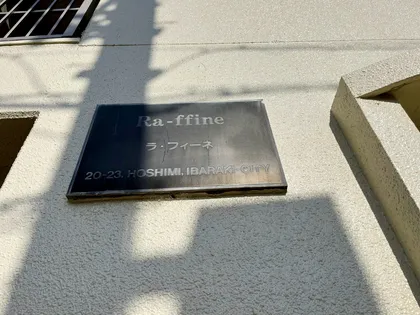 Ra-ffine
ラ・フィーネ
20-23. HOSHIMI. IBARAKI CITY